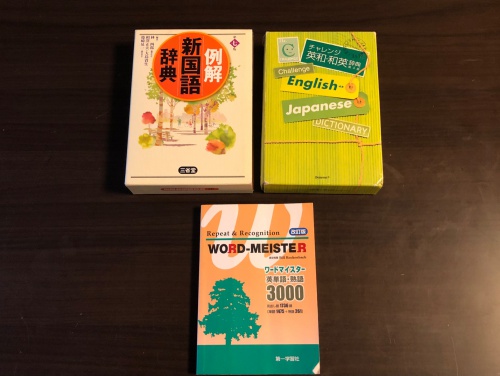 例解
新国語
辞典
三省堂
チャレンジ
英和・和英辞典
Challenge
English-
Japanese
DICTIONARY
Benesse
Repeat & Recognition
改訂版
WORD-MEISTER
ワードマイスター
英単語・熟語
3000
第一学習社